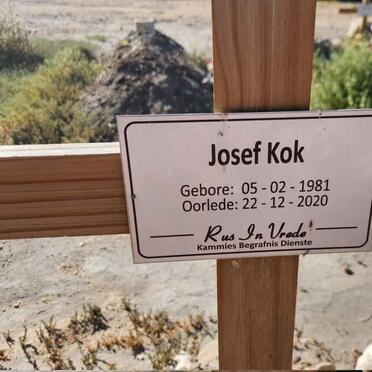 Josef Kok
Gebore: 05 - 02 - 1981
Oorlede: 22 - 12 - 2020
Rus In Vrede
Kammies Begrafnis Dienste